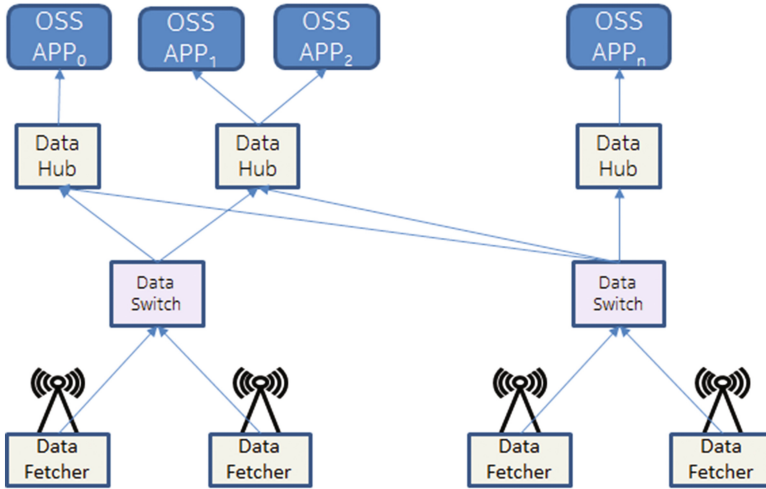 OSS
APP₀
OSS
APP₁
OSS
APP₂
OSS
APPₙ
Data
Hub
Data
Hub
Data
Hub
Data
Switch
Data
Switch
Data
Fetcher
Data
Fetcher
Data
Fetcher
Data
Fetcher